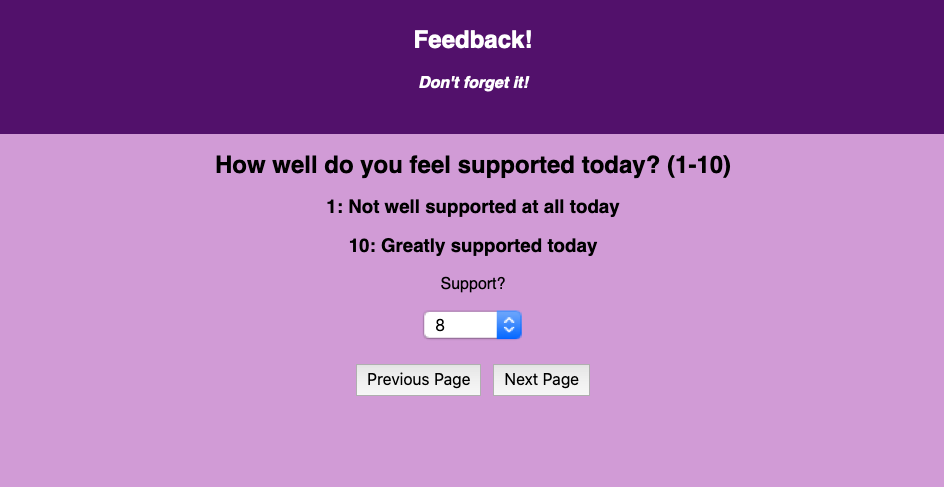 Feedback!
Don't forget it!
How well do you feel supported today? (1-10)
1: Not well supported at all today
10: Greatly supported today
Support?
8
Previous Page Next Page